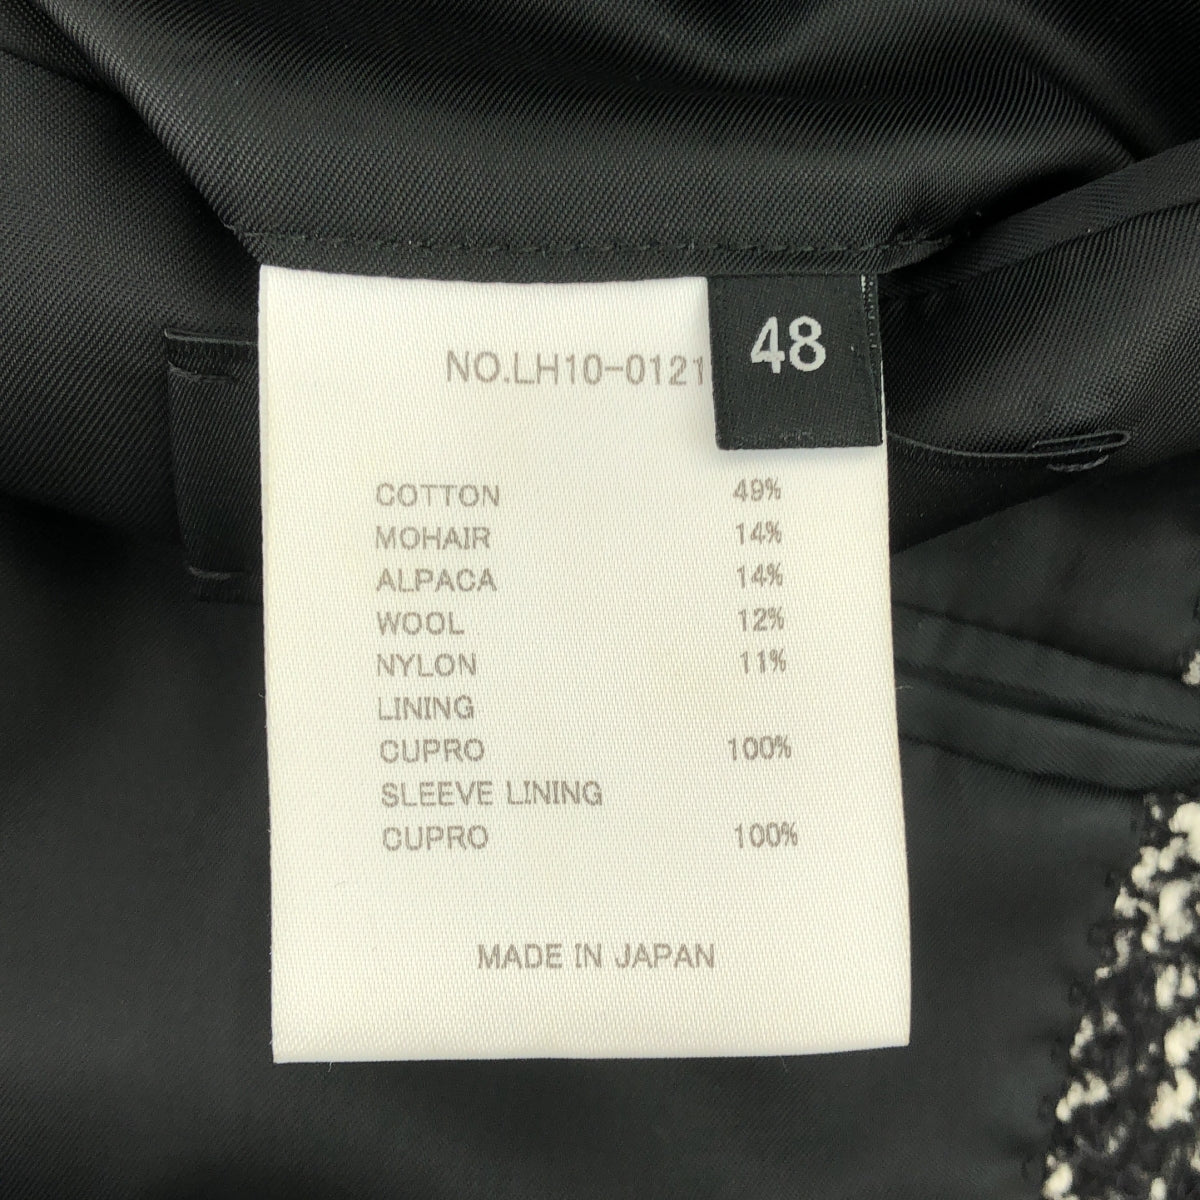 NO.LH10-0121
48
COTTON 49%
MOHAIR 14%
ALPACA 14%
WOOL 12%
NYLON 11%
LINING
CUPRO 100%
SLEEVE LINING
CUPRO 100%
MADE IN JAPAN